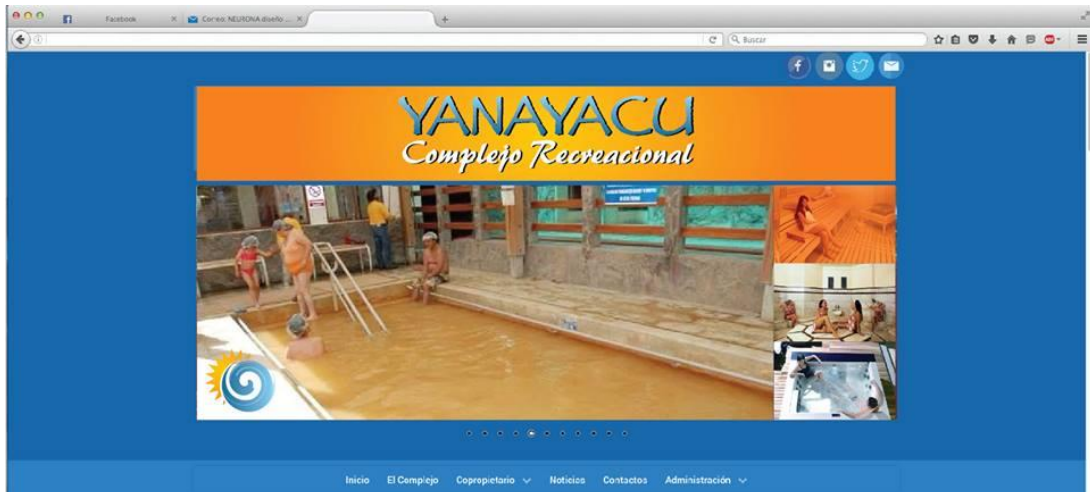 Facebook
Correo: NEURONA diseño ...
Buscar
YANAYACU
Complejo Recreacional
Inicio El Complejo Copropietario Noticias Contactos Administración